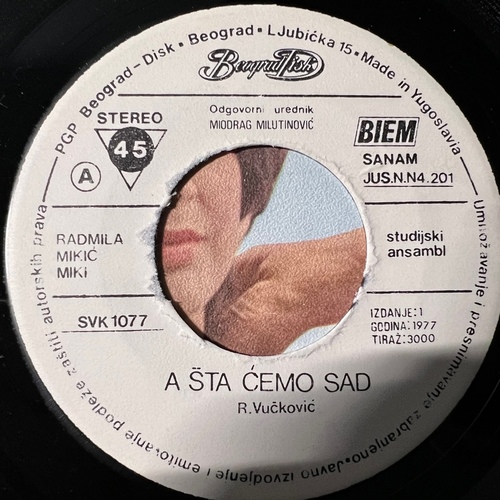 PGP Beograd-Disk • Beograd • LJubićka 15 • Made in Yugoslavia
Beograd Disk
Odgovorni urednik
MIODRAG MILUTINOVIĆ
STEREO
45
A
BIEM
SANAM
JUS.N.N4.201
RADMILA
MIKIĆ
MIKI
studijski
ansambl
SVK 1077
IZDANJE:1
GODINA:1977
TIRAŽ:3000
A ŠTA ĆEMO SAD
R.Vučković
Umnožavanje i presnimavanje zabranjeno • Javno izvodjenje i emitovanje podleže zaštiti autorskih prava